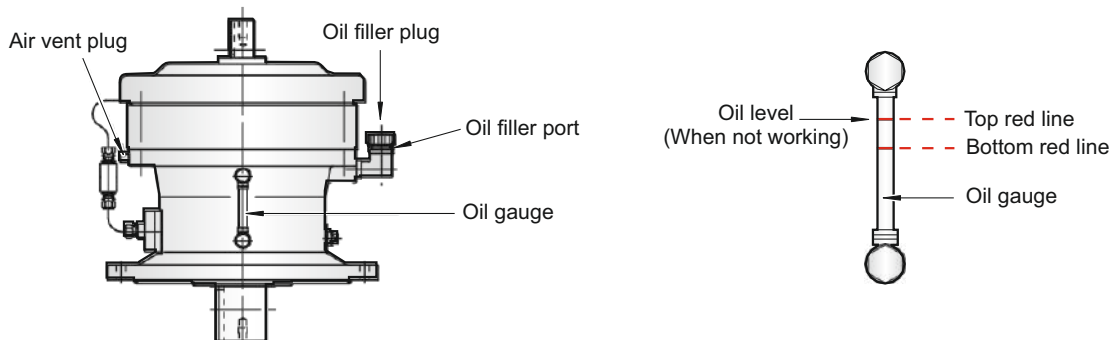 Air vent plug
Oil filler plug
Oil filler port
Oil gauge
Oil level
(When not working)
Top red line
Bottom red line
Oil gauge